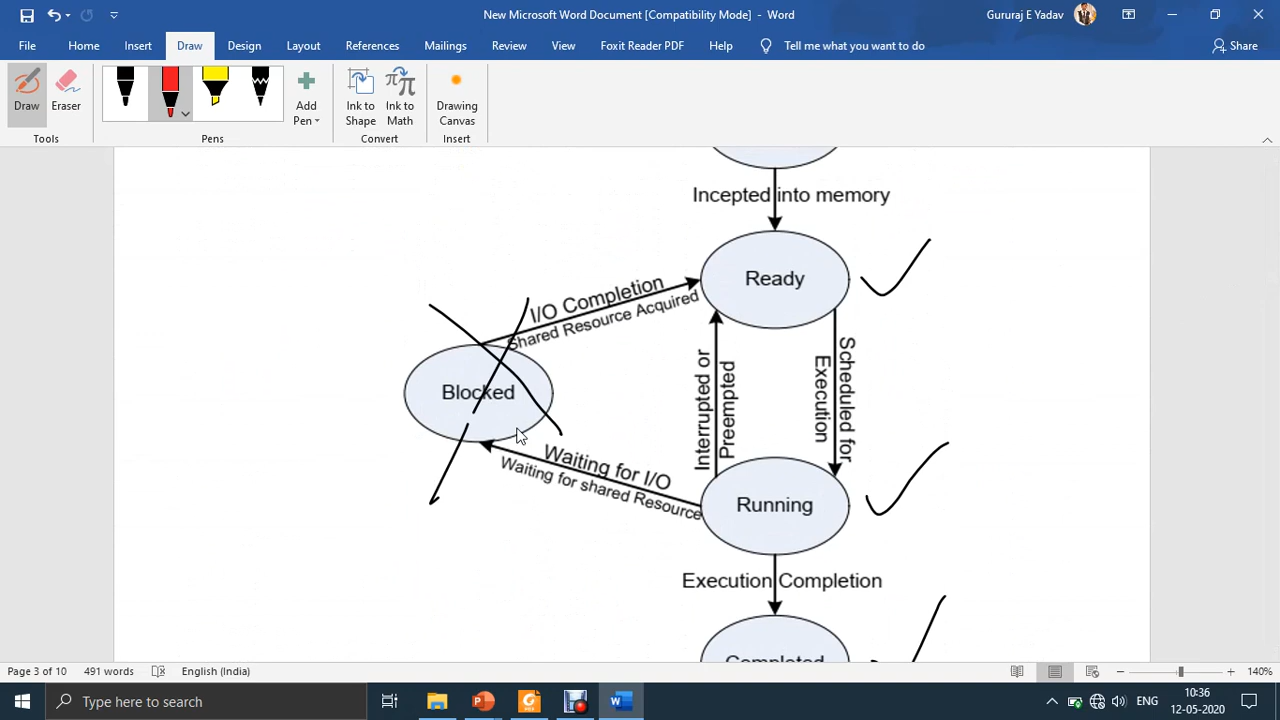 New Microsoft Word Document [Compatibility Mode] - Word
Gururaj E Yadav
File Home Insert Draw Design Layout References Mailings Review View Foxit Reader PDF Help Tell me what you want to do Share
Draw
Eraser
Add
Pen
Ink to
Shape
Ink to
Math
Drawing
Canvas
Tools
Pens
Convert
Insert
Incepted into memory
Ready
I/O Completion
Shared Resource Acquired
Blocked
Interrupted or
Preempted
Scheduled for
Execution
Waiting for I/O
Waiting for shared Resource
Running
Execution Completion
Completed
Page 3 of 10 491 words English (India) 140%
Type here to search
ENG
10:36
12-05-2020